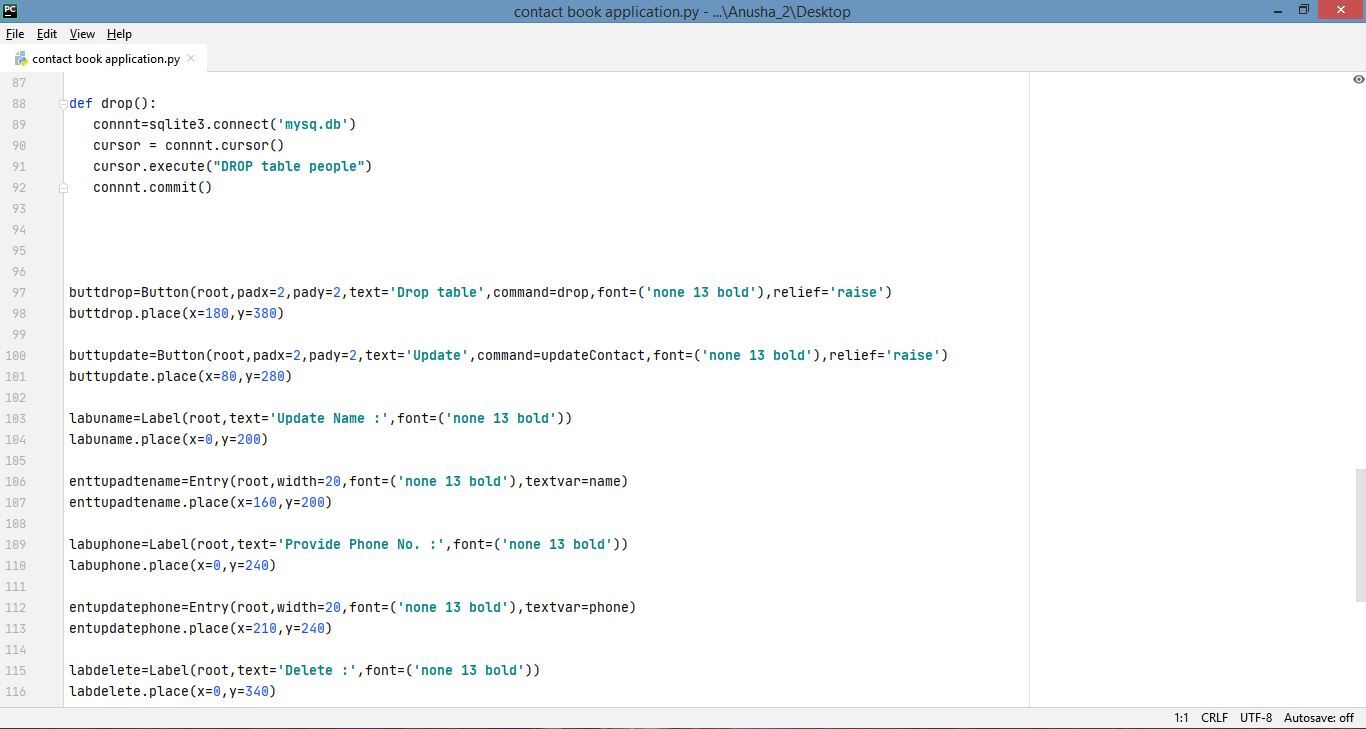 PC
contact book application.py - ...\Anusha_2\Desktop
File Edit View Help
contact book application.py
87
88 def drop():
89    connnt=sqlite3.connect('mysq.db')
90    cursor = connnt.cursor()
91    cursor.execute("DROP table people")
92    connnt.commit()
93
94
95
96
97 buttdrop=Button(root,padx=2,pady=2,text='Drop table',command=drop,font=('none 13 bold'),relief='raise')
98 buttdrop.place(x=180,y=380)
99
100 buttupdate=Button(root,padx=2,pady=2,text='Update',command=updateContact,font=('none 13 bold'),relief='raise')
101 buttupdate.place(x=80,y=280)
102
103 labuname=Label(root,text='Update Name :',font=('none 13 bold'))
104 labuname.place(x=0,y=200)
105
106 enttupadtename=Entry(root,width=20,font=('none 13 bold'),textvar=name)
107 enttupadtename.place(x=160,y=200)
108
109 labuphone=Label(root,text='Provide Phone No. :',font=('none 13 bold'))
110 labuphone.place(x=0,y=240)
111
112 entupdatephone=Entry(root,width=20,font=('none 13 bold'),textvar=phone)
113 entupdatephone.place(x=210,y=240)
114
115 labdelete=Label(root,text='Delete :',font=('none 13 bold'))
116 labdelete.place(x=0,y=340)
1:1 CRLF UTF-8 Autosave: off